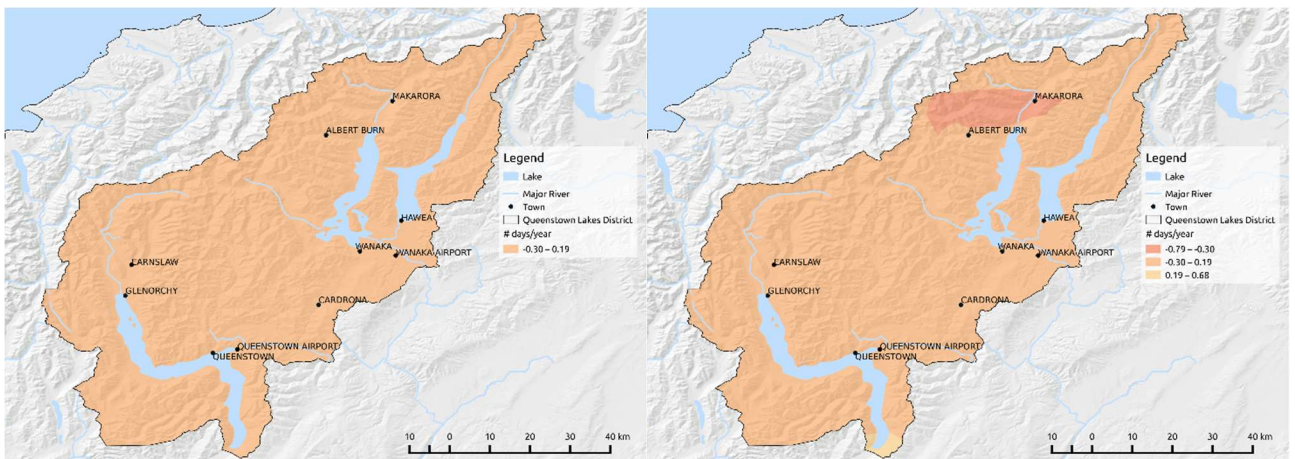 MAKARORA
ALBERT BURN
Legend
Lake
Major River
Town
Queenstown Lakes District
# days/year
-0.30 – 0.19
HAWEA
WANAKA
WANAKA AIRPORT
EARNSLAW
GLENORCHY
CARDRONA
QUEENSTOWN AIRPORT
QUEENSTOWN
10 0 10 20 30 40 km
MAKARORA
ALBERT BURN
Legend
Lake
Major River
Town
Queenstown Lakes District
# days/year
-0.79 – -0.30
-0.30 – 0.19
0.19 – 0.68
HAWEA
WANAKA
WANAKA AIRPORT
EARNSLAW
GLENORCHY
CARDRONA
QUEENSTOWN AIRPORT
QUEENSTOWN
10 0 10 20 30 40 km